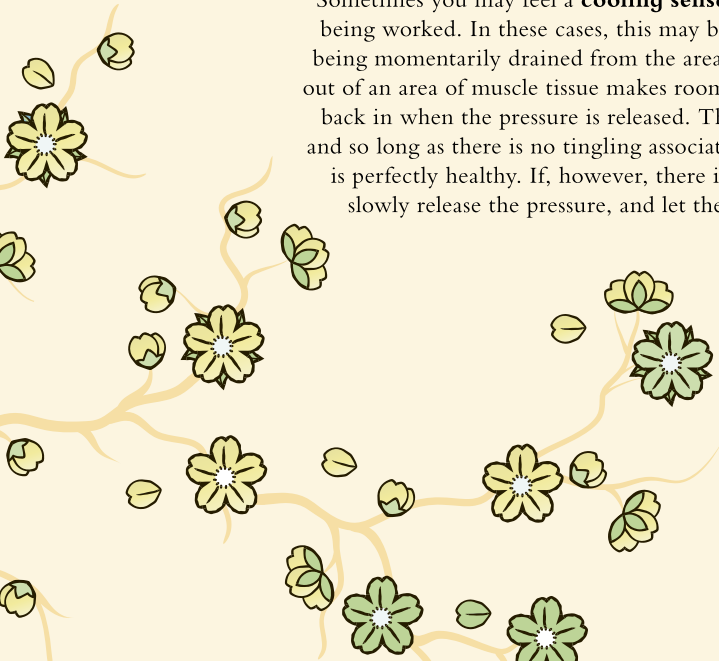 Sometimes you may feel a cooling sens
being worked. In these cases, this may b
being momentarily drained from the area
out of an area of muscle tissue makes room
back in when the pressure is released. Th
and so long as there is no tingling associat
is perfectly healthy. If, however, there i
slowly release the pressure, and let the